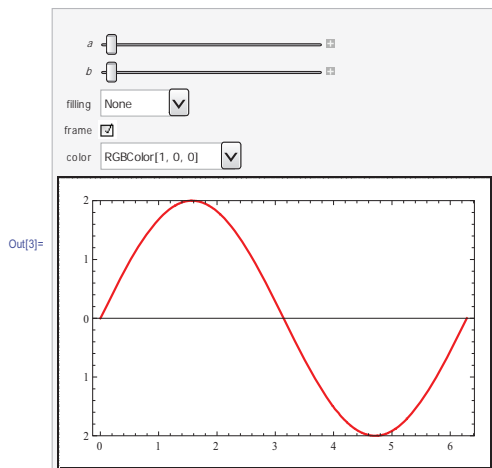 a
b
filling None
frame
color RGBColor[1, 0, 0]
Out[3]=
2
1
0
1
2
0 1 2 3 4 5 6